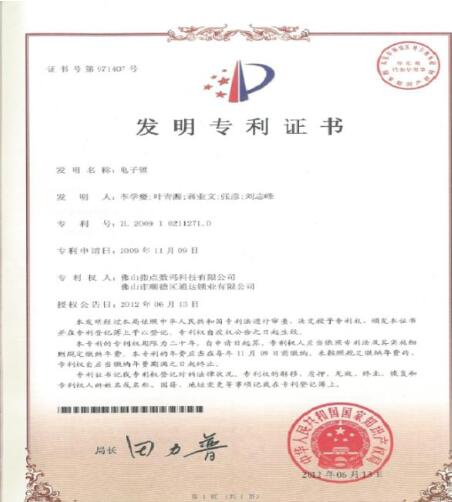 证书号第971407号
发明专利证书
发明名称:电子锁
发明人:李学庆;叶青源;蒋业文;张彦;刘志峰
专利号:ZL 2009 1 0211271.0
专利申请日:2009年11月09日
专利权人:佛山指点数码科技有限公司
佛山市顺德区通达锁业有限公司
授权公告日:2012年06月13日
本发明经过本局依照中华人民共和国专利法进行审查,决定授予专利权,颁发本证书
并在专利登记簿上予以登记。专利权自授权公告之日起生效。
本专利的专利权期限为二十年,自申请日起算。专利权人应当依照专利法及其实施细
则规定缴纳年费。本专利的年费应当在每年11月09日前缴纳。未按照规定缴纳年费的,
专利权自应当缴纳年费期满之日起终止。
专利证书记载专利权登记时的法律状况。专利权的转移、质押、无效、终止、恢复和
专利权人的姓名或名称、国籍、地址变更等事项记载在专利登记簿上。
局长 田力普
中华人民共和国国家知识产权局
2012年06月13日
第1页(共1页)